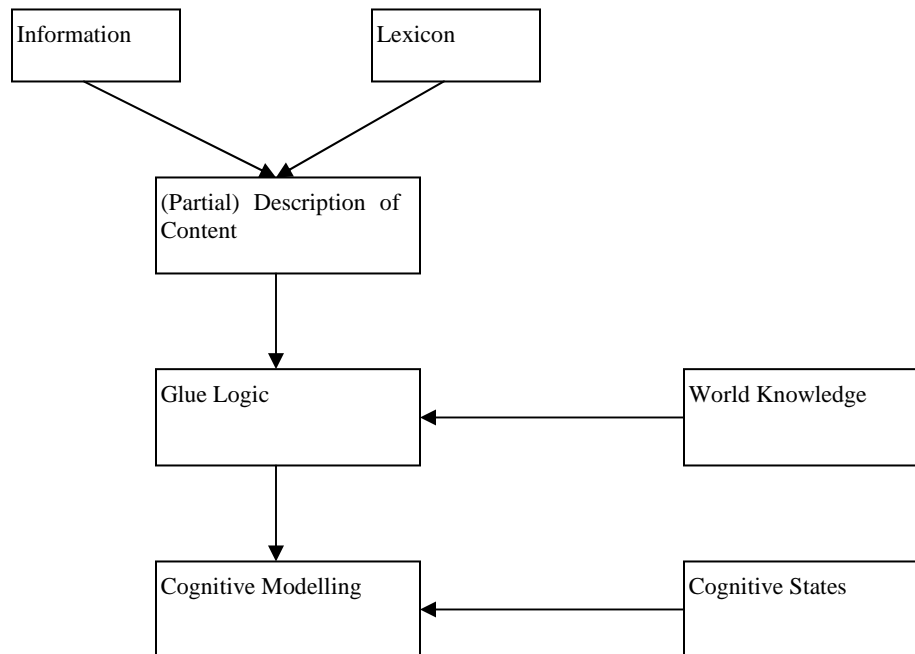 Information
Lexicon
(Partial) Description of
Content
Glue Logic
World Knowledge
Cognitive Modelling
Cognitive States